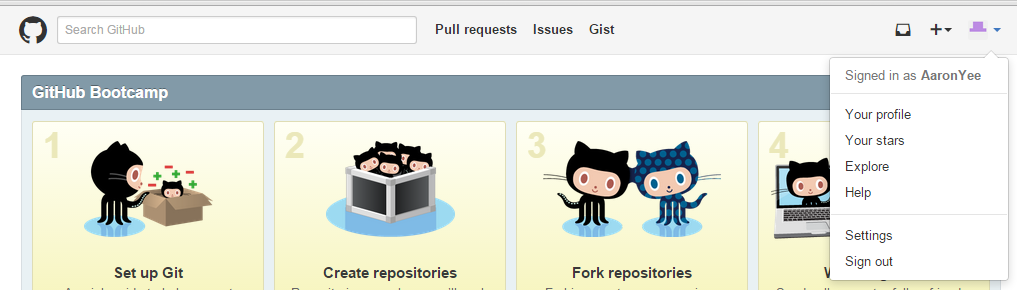 Search GitHub
Pull requests
Issues
Gist
Signed in as AaronYee
Your profile
Your stars
Explore
Help
Settings
Sign out
GitHub Bootcamp
1
2
3
4
Set up Git
Create repositories
Fork repositories
W